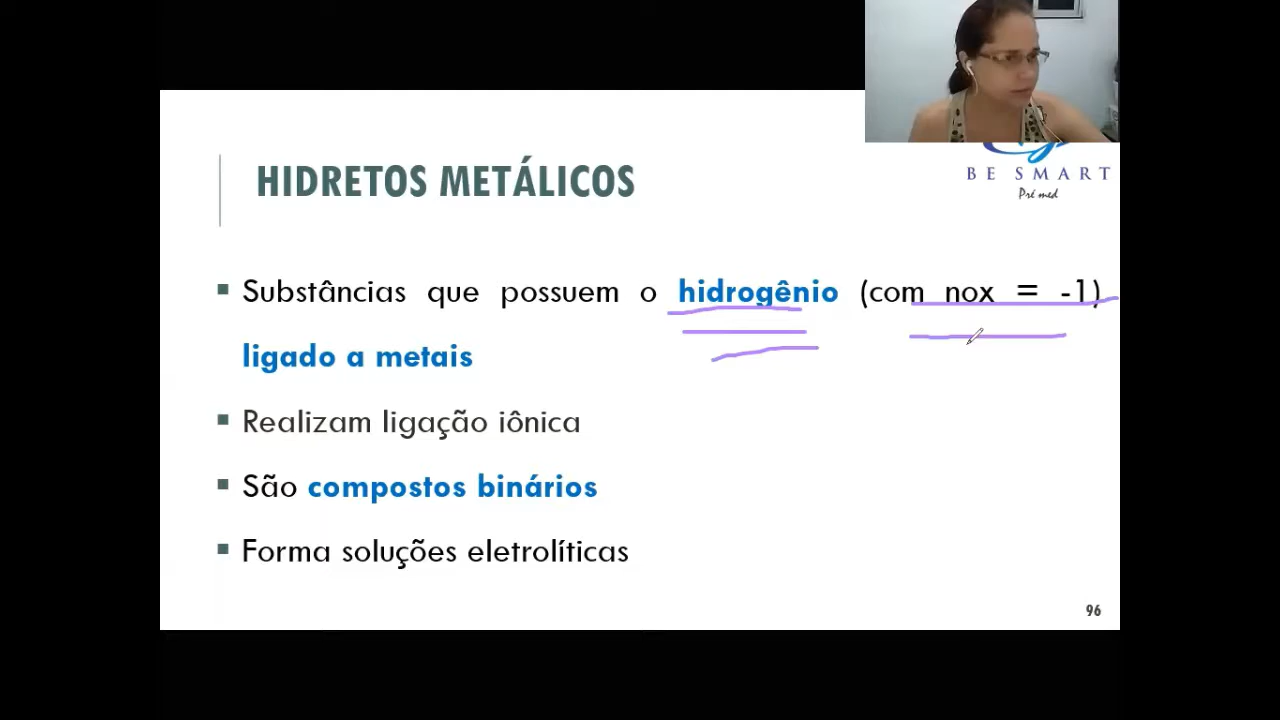 HIDRETOS METÁLICOS
BE SMART
Pré med
▪ Substâncias que possuem o hidrogênio (com nox = -1)
ligado a metais
▪ Realizam ligação iônica
▪ São compostos binários
▪ Forma soluções eletrolíticas
96